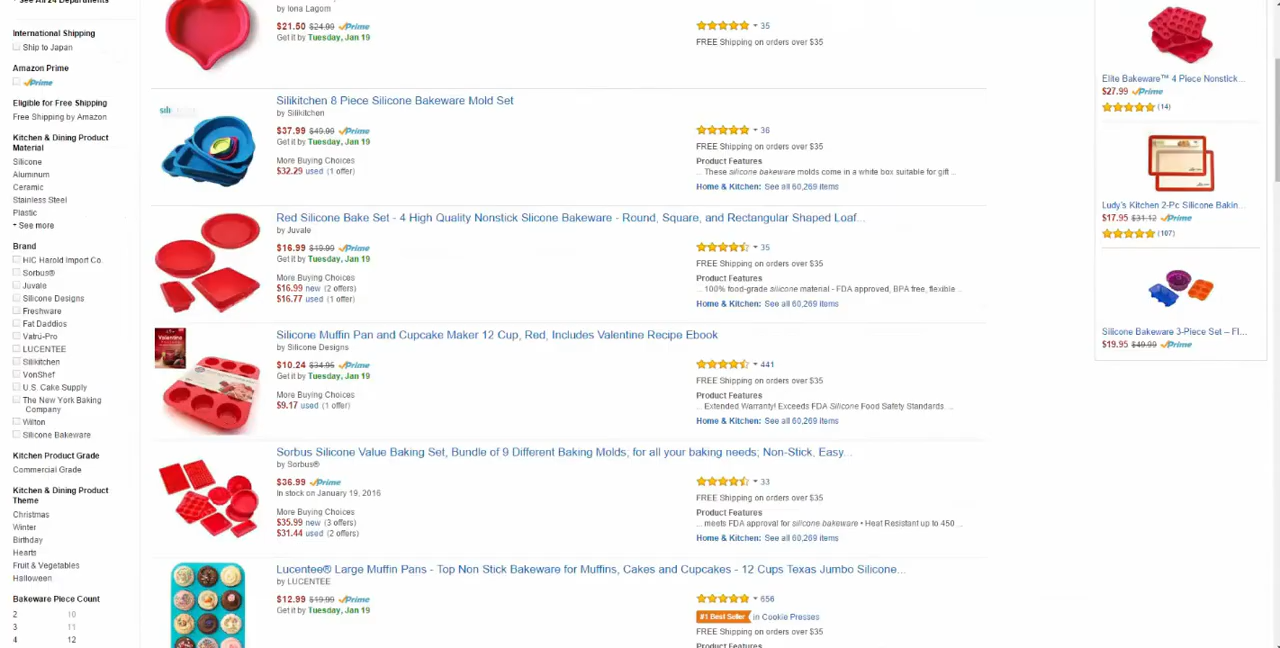 See All 24 Departments
International Shipping
Ship to Japan
Amazon Prime
Prime
Eligible for Free Shipping
Free Shipping by Amazon
Kitchen & Dining Product
Material
Silicone
Aluminum
Ceramic
Stainless Steel
Plastic
See more
Brand
HIC Harold Import Co
Sorbus®
Juvale
Silicone Designs
Freshware
Fat Daddios
Vatrü-Pro
LUCENTEE
Silikitchen
VonShef
U.S. Cake Supply
The New York Baking
Company
Wilton
Silicone Bakeware
Kitchen Product Grade
Commercial Grade
Kitchen & Dining Product
Theme
Christmas
Winter
Birthday
Hearts
Fruit & Vegetables
Halloween
Bakeware Piece Count
2 10
3 11
4 12
by Iona Lagom
$21.50 $24.99 Prime
Get it by Tuesday, Jan 19
35
FREE Shipping on orders over $35
Silikitchen 8 Piece Silicone Bakeware Mold Set
by Silikitchen
$37.99 $49.99 Prime
Get it by Tuesday, Jan 19
More Buying Choices
$32.29 used (1 offer)
36
FREE Shipping on orders over $35
Product Features
... These silicone bakeware molds come in a white box suitable for gift ...
Home & Kitchen: See all 60,269 items
Red Silicone Bake Set - 4 High Quality Nonstick Slicone Bakeware - Round, Square, and Rectangular Shaped Loaf...
by Juvale
$16.99 $19.99 Prime
Get it by Tuesday, Jan 19
More Buying Choices
$16.99 new (2 offers)
$16.77 used (1 offer)
35
FREE Shipping on orders over $35
Product Features
... 100% food-grade silicone material - FDA approved, BPA free, flexible ...
Home & Kitchen: See all 60,269 items
Valentine
Silicone Muffin Pan and Cupcake Maker 12 Cup, Red, Includes Valentine Recipe Ebook
by Silicone Designs
$10.24 $34.95 Prime
Get it by Tuesday, Jan 19
More Buying Choices
$9.17 used (1 offer)
441
FREE Shipping on orders over $35
Product Features
... Extended Warranty! Exceeds FDA Silicone Food Safety Standards. ...
Home & Kitchen: See all 60,269 items
Sorbus Silicone Value Baking Set, Bundle of 9 Different Baking Molds, for all your baking needs; Non-Stick, Easy...
by Sorbus®
$36.99 Prime
In stock on January 19, 2016
More Buying Choices
$35.99 new (3 offers)
$31.44 used (2 offers)
33
FREE Shipping on orders over $35
Product Features
... meets FDA approval for silicone bakeware • Heat Resistant up to 450 ...
Home & Kitchen: See all 60,269 items
Lucentee® Large Muffin Pans - Top Non Stick Bakeware for Muffins, Cakes and Cupcakes - 12 Cups Texas Jumbo Silicone...
by LUCENTEE
$12.99 $19.99 Prime
Get it by Tuesday, Jan 19
656
#1 Best Seller in Cookie Presses
FREE Shipping on orders over $35
Product Features
Elite Bakeware™ 4 Piece Nonstick...
$27.99 Prime
(14)
Ludy's Kitchen 2-Pc Silicone Bakin...
$17.95 $31.12 Prime
(107)
Silicone Bakeware 3-Piece Set – Fl...
$19.95 $49.99 Prime